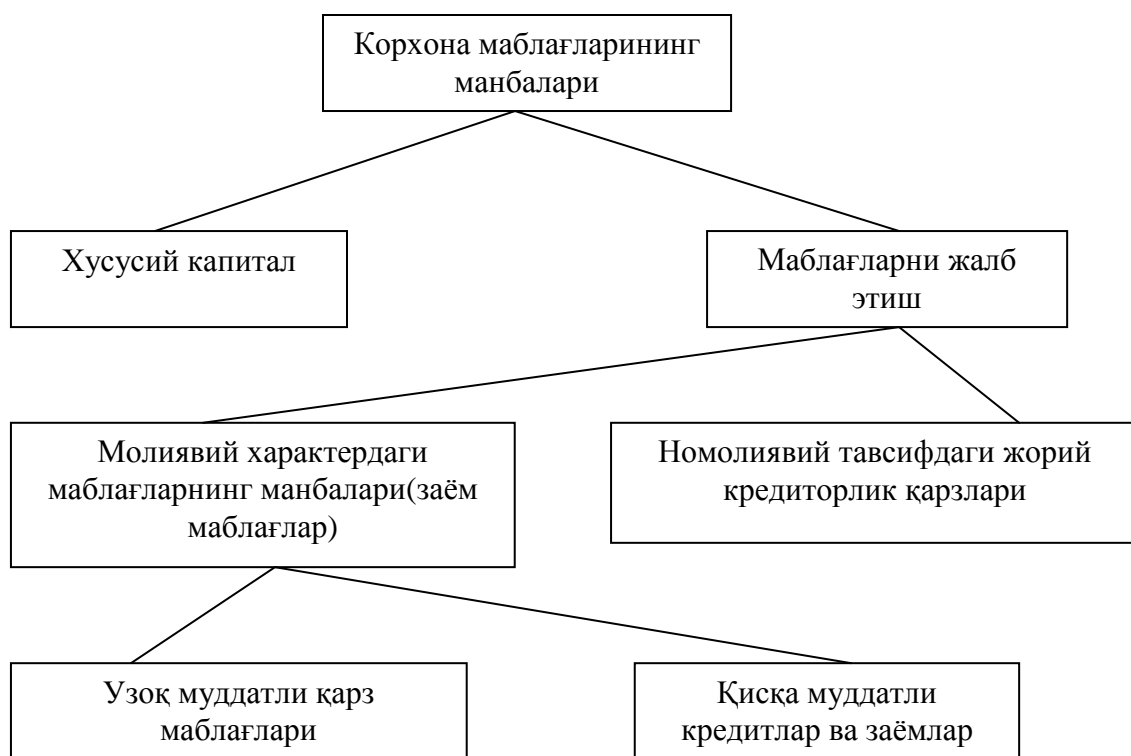 Корхона маблағларининг
манбалари
Хусусий капитал
Маблағларни жалб
этиш
Молиявий характердаги
маблағларнинг манбалари(заём
маблағлар)
Номолиявий тавсифдаги жорий
кредиторлик қарзлари
Узоқ муддатли қарз
маблағлари
Қисқа муддатли
кредитлар ва заёмлар